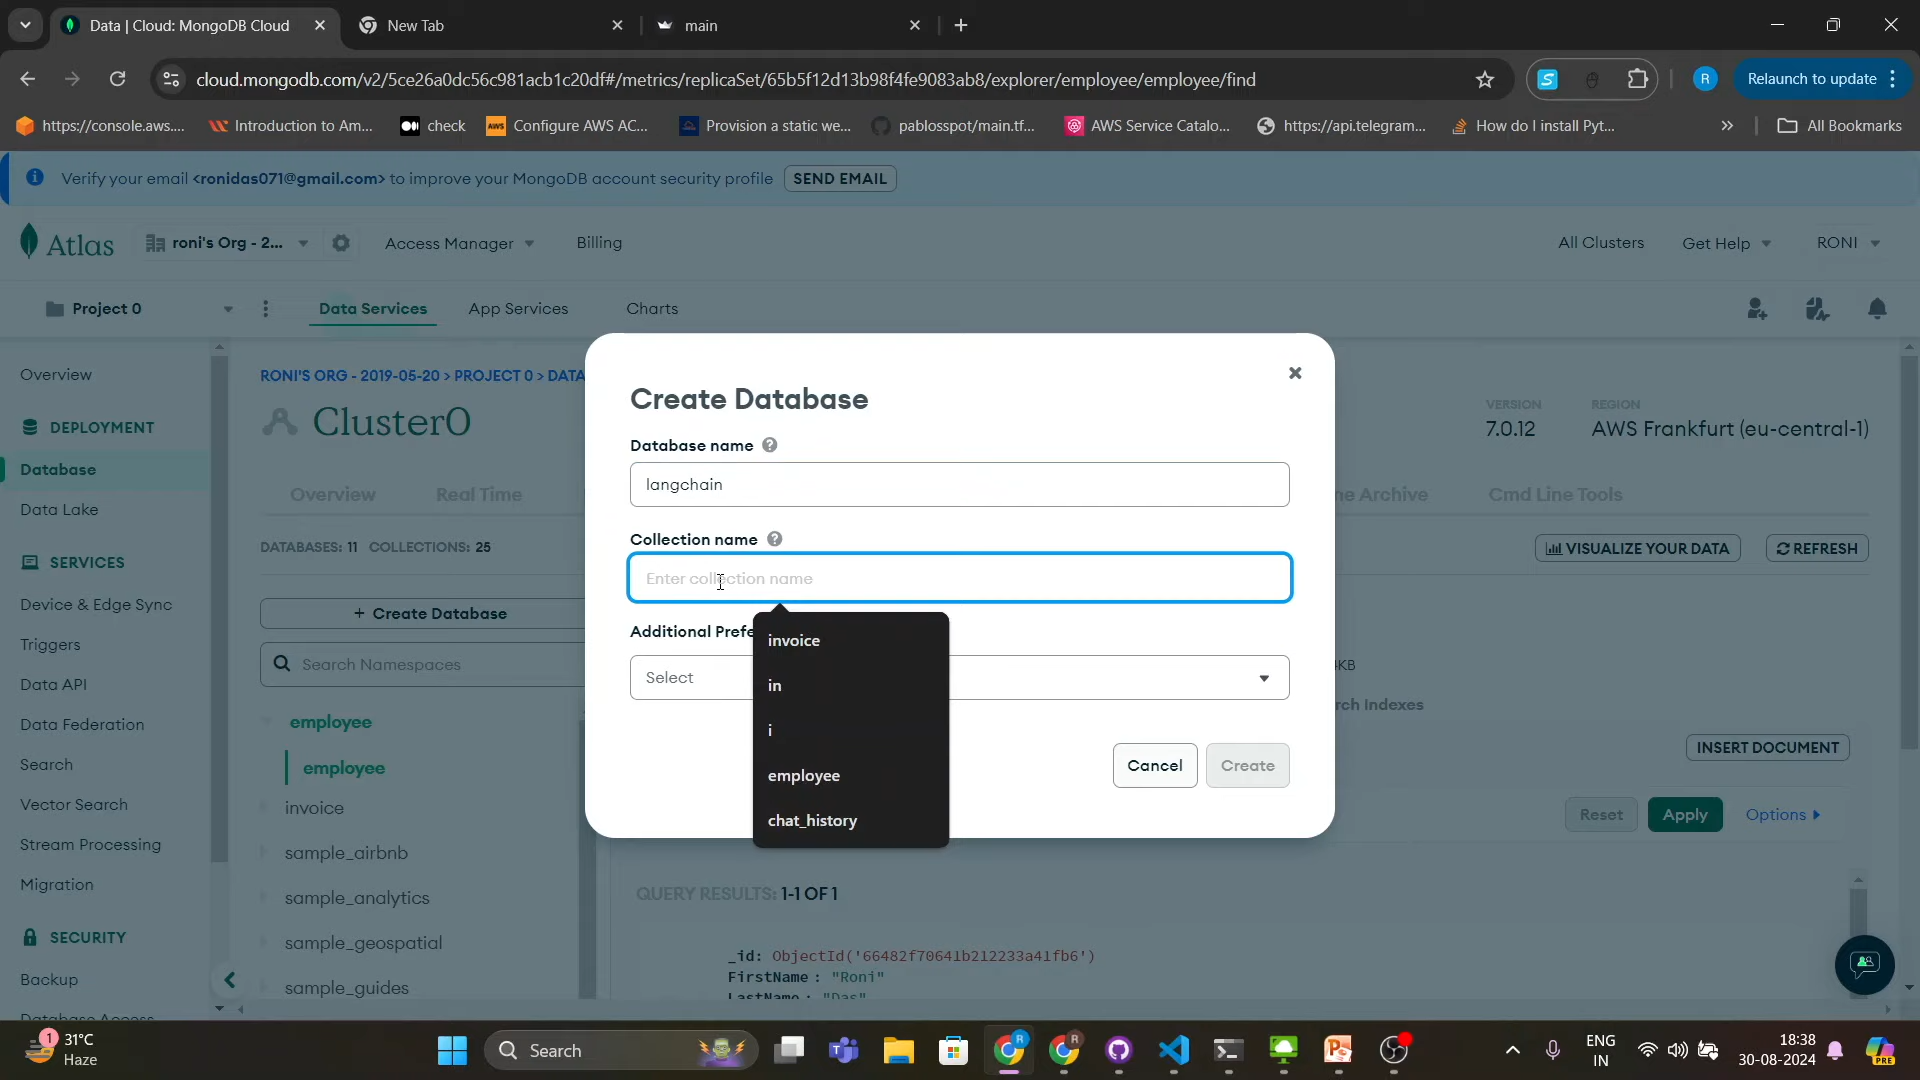 Data | Cloud: MongoDB Cloud
New Tab
main
cloud.mongodb.com/v2/5ce26a0dc56c981acb1c20df#/metrics/replicaSet/65b5f12d13b98f4fe9083ab8/explorer/employee/employee/find
R
Relaunch to update
https://console.aws....
Introduction to Am...
check
Configure AWS AC...
Provision a static we...
pablosspot/main.tf...
AWS Service Catalo...
https://api.telegram...
How do I install Pyt...
All Bookmarks
Verify your email <ronidas071@gmail.com> to improve your MongoDB account security profile
SEND EMAIL
Atlas
roni's Org - 2...
Access Manager
Billing
All Clusters
Get Help
RONI
Project 0
Data Services
App Services
Charts
Overview
DEPLOYMENT
Database
Data Lake
SERVICES
Device & Edge Sync
Triggers
Data API
Data Federation
Search
Vector Search
Stream Processing
Migration
SECURITY
Backup
Database Access
RONI'S ORG - 2019-05-20 > PROJECT 0 > DATA
Cluster0
VERSION
7.0.12
REGION
AWS Frankfurt (eu-central-1)
Overview
Real Time
ne Archive
Cmd Line Tools
DATABASES: 11 COLLECTIONS: 25
VISUALIZE YOUR DATA
REFRESH
+ Create Database
Search Namespaces
employee
employee
invoice
sample_airbnb
sample_analytics
sample_geospatial
sample_guides
Create Database
Database name
langchain
Collection name
Enter collection name
Additional Prefe
Select
invoice
in
i
employee
chat_history
Cancel
Create
KB
rch Indexes
INSERT DOCUMENT
Reset
Apply
Options
QUERY RESULTS: 1-1 OF 1
_id: ObjectId('66482f70641b212233a41fb6')
FirstName : "Roni"
LastName : "Das"
1
31°C
Haze
Search
ENG
IN
18:38
30-08-2024
PRE